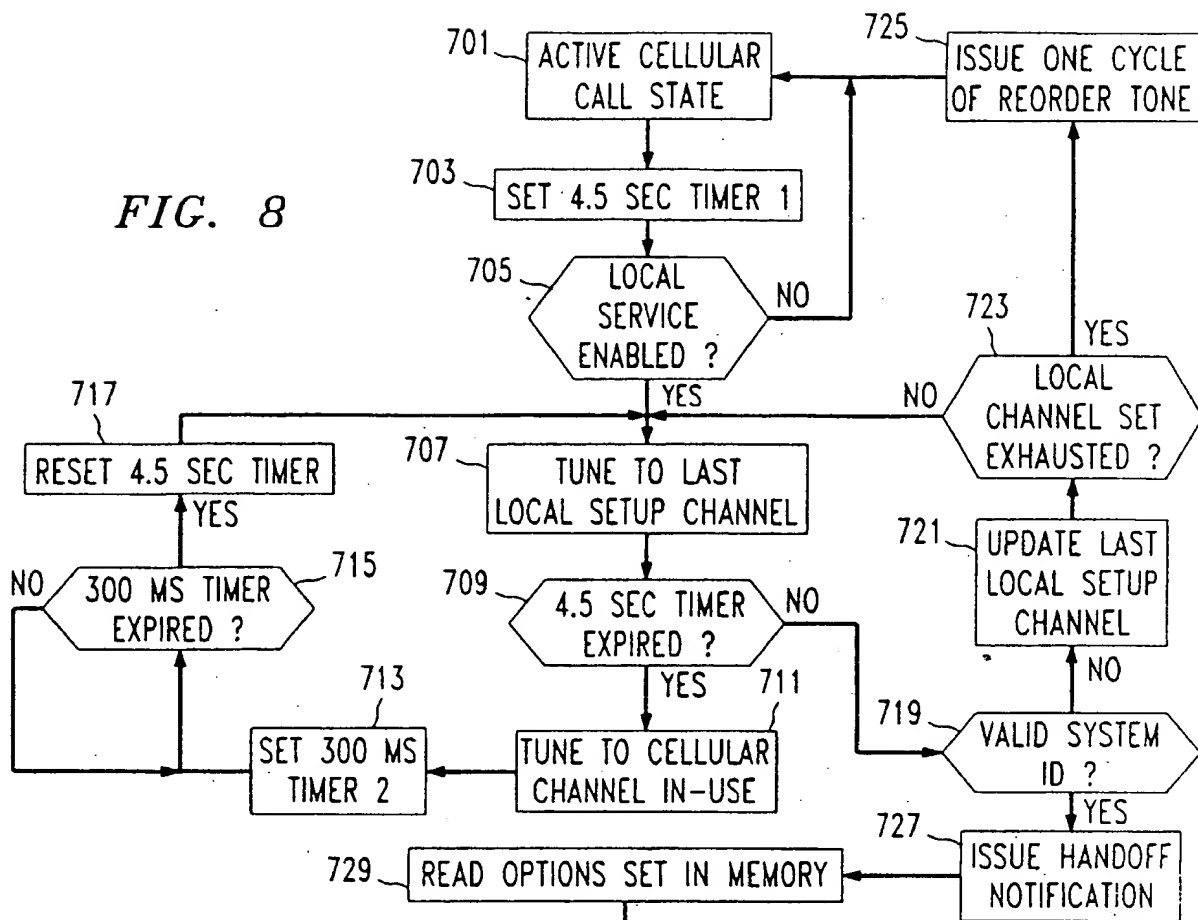 701
ACTIVE CELLULAR
CALL STATE
725
ISSUE ONE CYCLE
OF REORDER TONE
FIG. 8
703
SET 4.5 SEC TIMER 1
705
LOCAL
SERVICE
ENABLED ?
NO
YES
723
YES
NO
LOCAL
CHANNEL SET
EXHAUSTED ?
717
RESET 4.5 SEC TIMER
YES
707
TUNE TO LAST
LOCAL SETUP CHANNEL
721
UPDATE LAST
LOCAL SETUP
CHANNEL
NO
NO
300 MS TIMER
EXPIRED ?
715
709
4.5 SEC TIMER
EXPIRED ?
NO
YES
713
SET 300 MS
TIMER 2
711
TUNE TO CELLULAR
CHANNEL IN-USE
719
VALID SYSTEM
ID ?
YES
727
ISSUE HANDOFF
NOTIFICATION
729
READ OPTIONS SET IN MEMORY